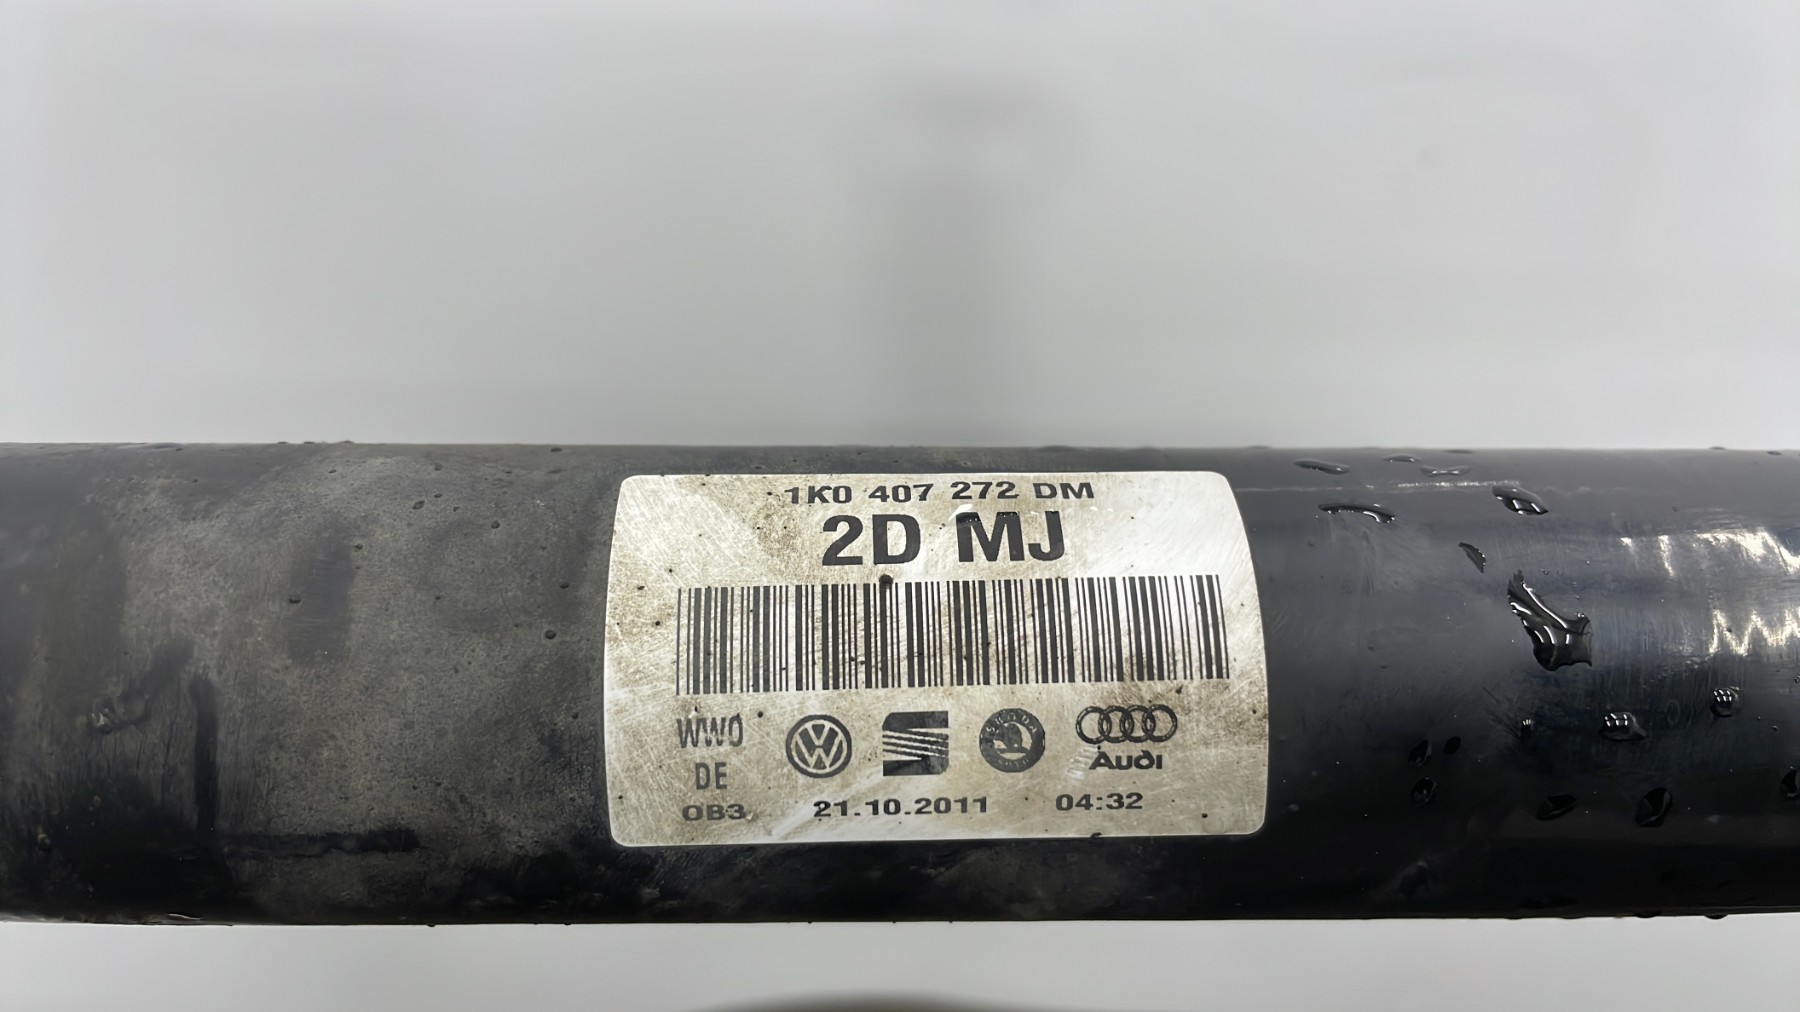 1K0 407 272 DM
2D MJ
WWO
DE
OB3
21.10.2011 04:32
AUDI